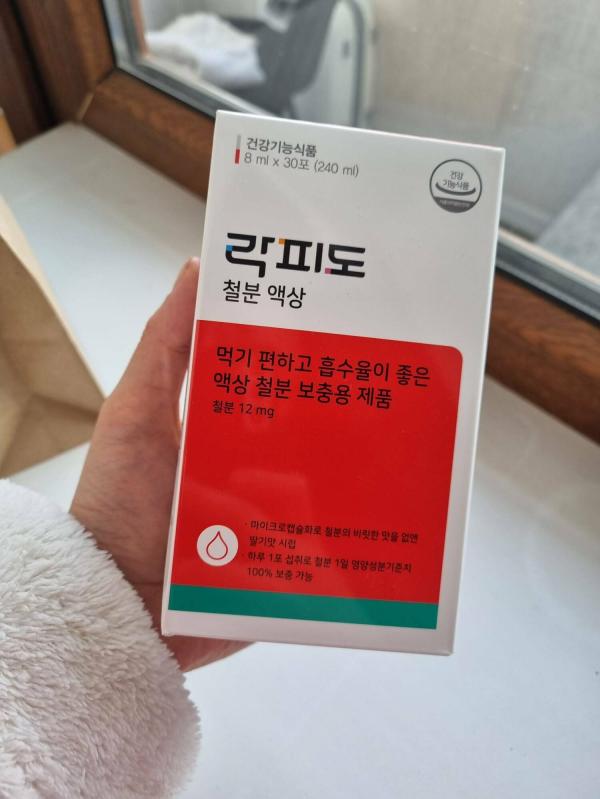 건강기능식품
8 ml x 30포 (240 ml)
건강
기능식품
락피도
철분 액상
먹기 편하고 흡수율이 좋은
액상 철분 보충용 제품
철분 12 mg
· 마이크로캡슐화로 철분의 비릿한 맛을 없앤
딸기맛 시럽
· 하루 1포 섭취로 철분 1일 영양성분기준치
100% 보충 가능